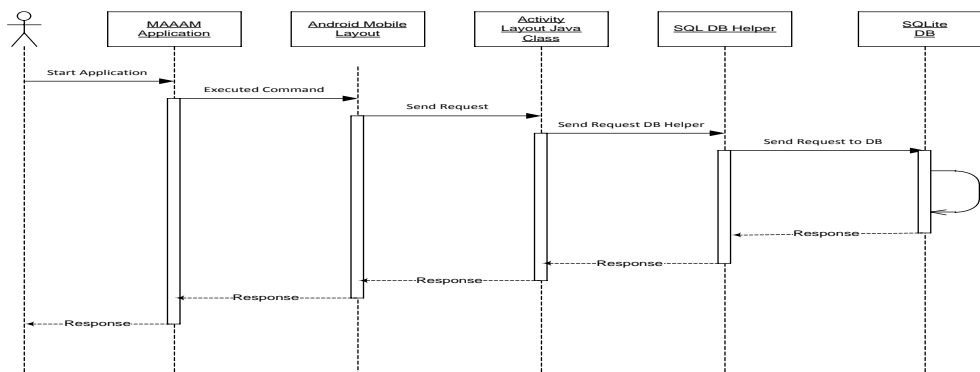 MAAAM
Application
Android Mobile
Layout
Activity
Layout Java
Class
SQL DB Helper
SQLite
DB
Start Application
Executed Command
Send Request
Send Request DB Helper
Send Request to DB
Response
Response
Response
Response
Response